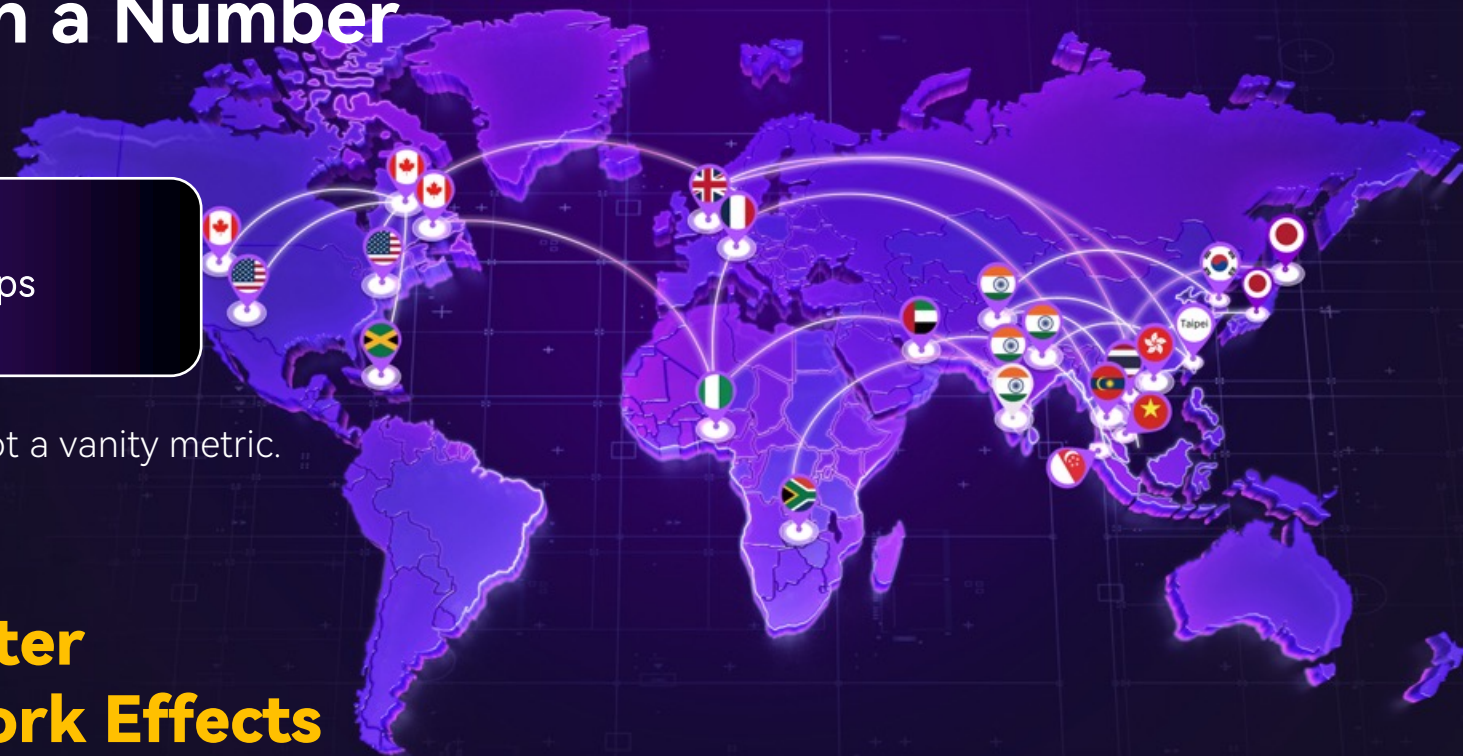 n a Number
ps
ot a vanity metric.
ter
ork Effects
Taipei